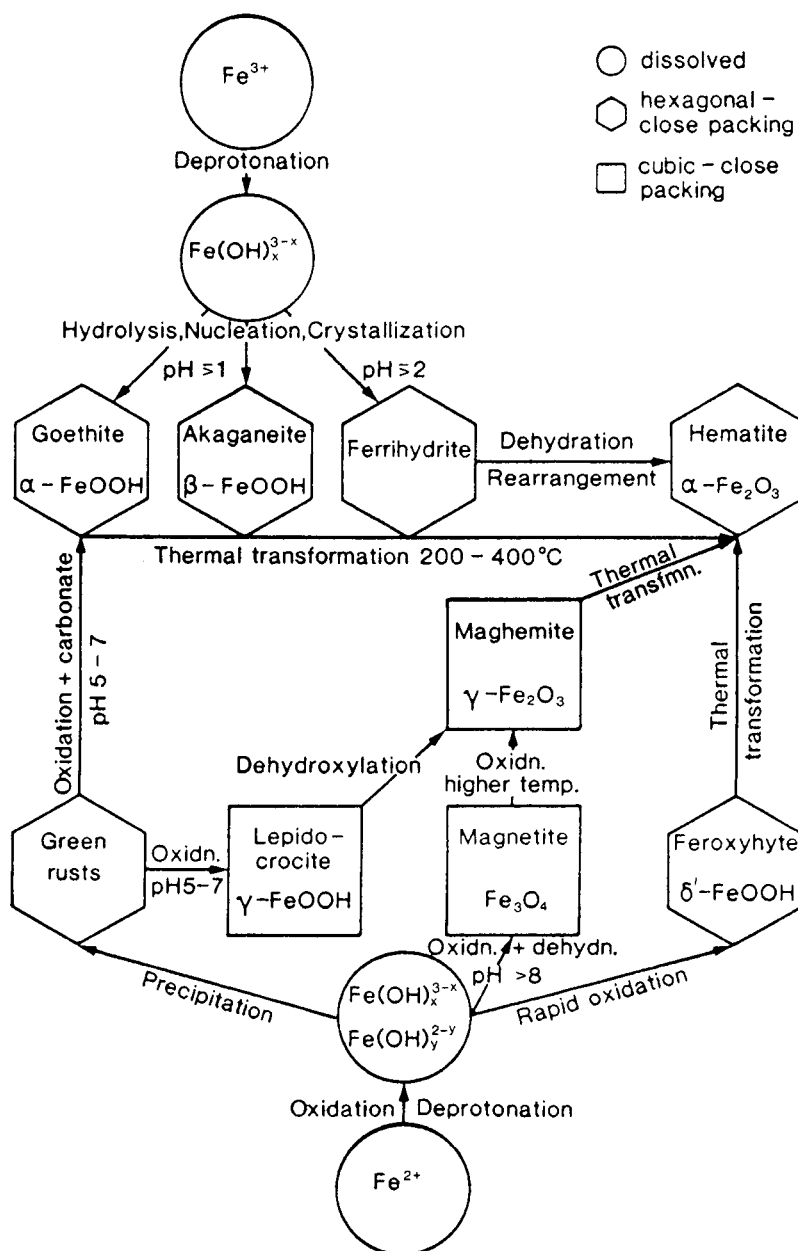 Fe³⁺
dissolved
hexagonal –
close packing
cubic – close
packing
Deprotonation
Fe(OH)ₓ³⁻ˣ
Hydrolysis,Nucleation,Crystallization
pH ≦1
pH ≧2
Goethite
α – FeOOH
Akaganeite
β – FeOOH
Ferrihydrite
Dehydration
Rearrangement
Hematite
α – Fe₂O₃
Thermal transformation 200 – 400°C
Thermal
transfmn.
Oxidation + carbonate
pH 5 – 7
Maghemite
γ – Fe₂O₃
Thermal
transformation
Dehydroxylation
Oxidn.
higher temp.
Green
rusts
Oxidn.
pH5–7
Lepido –
crocite
γ –FeOOH
Magnetite
Fe₃O₄
Feroxyhyte
δ′–FeOOH
Precipitation
Oxidn. + dehydn.
pH >8
Rapid oxidation
Fe(OH)ₓ³⁻ˣ
Fe(OH)ᵧ²⁻ʸ
Oxidation
Deprotonation
Fe²⁺